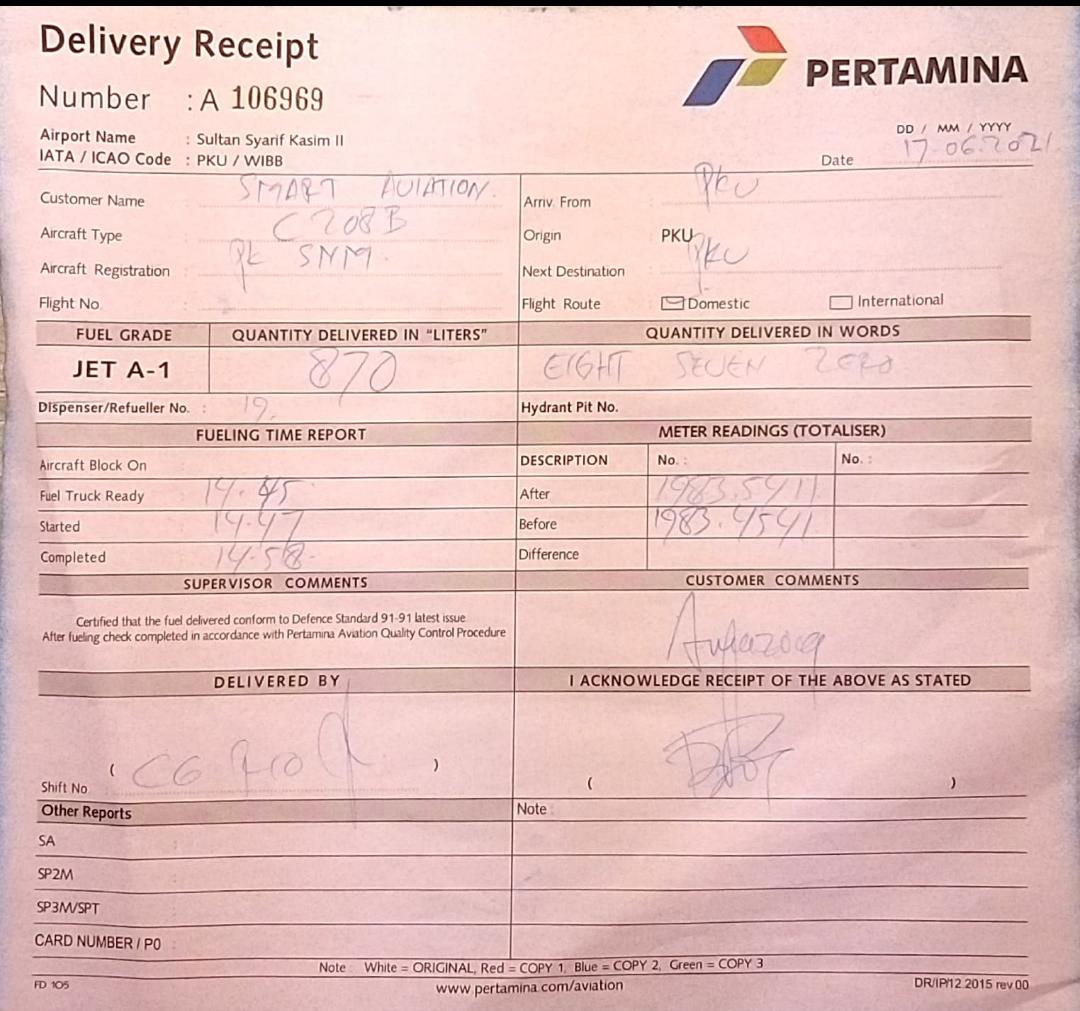 Delivery Receipt
PERTAMINA
Number : A 106969
Airport Name : Sultan Syarif Kasim II
IATA / ICAO Code : PKU / WIBB
DD / MM / YYYY
Date 17.06.2021
Customer Name SMART AVIATION. Arriv. From PKU
Aircraft Type C 208 B Origin PKU
Aircraft Registration PK SNM. Next Destination : PKU
Flight No Flight Route Domestic International
FUEL GRADE QUANTITY DELIVERED IN “LITERS” QUANTITY DELIVERED IN WORDS
JET A-1 870 EIGHT SEVEN ZERO
Dispenser/Refueller No. : 19. Hydrant Pit No.
FUELING TIME REPORT METER READINGS (TOTALISER)
Aircraft Block On DESCRIPTION No. : No. :
Fuel Truck Ready 14.45 After 1983.5411
Started 14.47 Before 1983.4541
Completed 14.58 Difference
SUPERVISOR COMMENTS CUSTOMER COMMENTS
Certified that the fuel delivered conform to Defence Standard 91-91 latest issue
After fueling check completed in accordance with Pertamina Aviation Quality Control Procedure
DELIVERED BY I ACKNOWLEDGE RECEIPT OF THE ABOVE AS STATED
( ) ( )
Shift No
Other Reports Note :
SA
SP2M
SP3M/SPT
CARD NUMBER / PO :
Note : White = ORIGINAL, Red = COPY 1, Blue = COPY 2, Green = COPY 3
FD 105 www.pertamina.com/aviation DR/IP/12.2015 rev 00